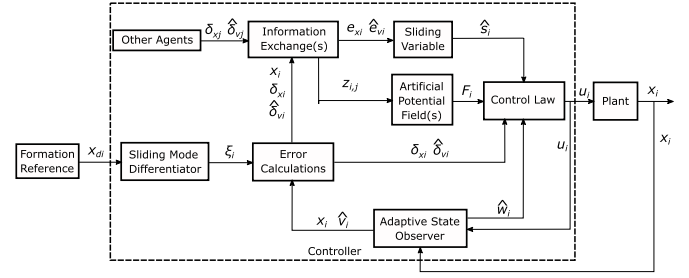 Other Agents
δxj δ̂vj
Information
Exchange(s)
exi êvi
Sliding
Variable
ŝi
xi
δxi
δ̂vi
zi,j
Artificial
Potential
Field(s)
Fi
Control Law
ui
Plant
xi
Formation
Reference
xdi
Sliding Mode
Differentiator
ξi
Error
Calculations
δxi δ̂vi
ui
xi
xi v̂i
Adaptive State
Observer
ŵi
Controller